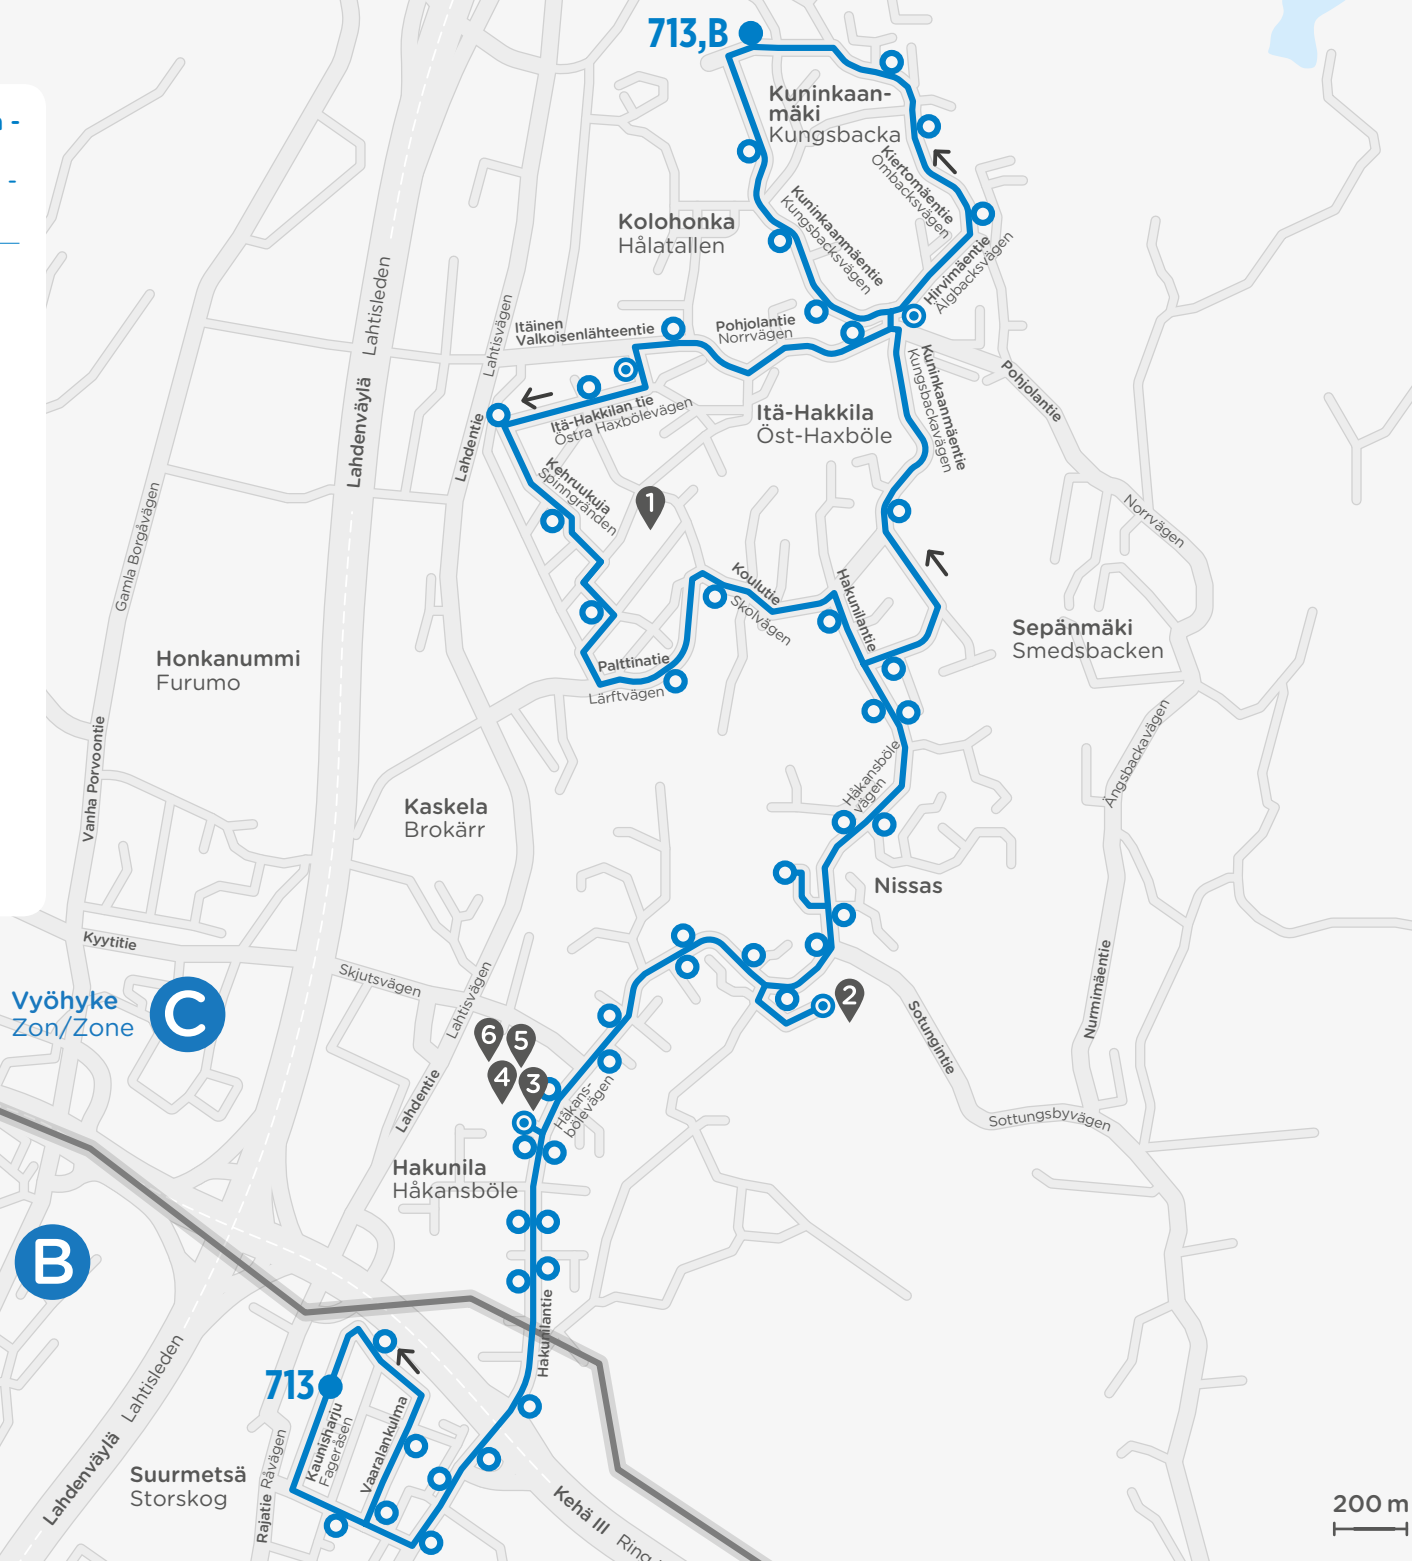 713,B
n -
-
Kuninkaan-
mäki
Kungsbacka
Kiertomäentie
Ombacksvägen
Kuninkaanmäentie
Kungsbacksvägen
Kolohonka
Hålatallen
Hirvimäentie
Älgbacksvägen
Lahdenväylä Lahtisleden
Lahtisvägen
Itäinen
Valkoisenlähteentie
Pohjolantie
Norrvägen
Kuninkaanmäentie
Kungsbackavägen
Pohjolantie
Itä-Hakkilan tie
Östra Haxbölevägen
Itä-Hakkila
Öst-Haxböle
Lahdentie
Kehruukuja
Spinngränden
1
Gamla Borgåvägen
Norrvägen
Koulutie
Skolvägen
Hakunilantie
Sepänmäki
Smedsbacken
Honkanummi
Furumo
Palttinatie
Lärftvägen
Vanha Porvoontie
Ängsbackavägen
Håkansböle
vägen
Kaskela
Brokärr
Nissas
Kyytitie
Skjutsvägen
Lahtisvägen
Nurmimäentie
Vyöhyke
Zon/Zone
C
2
Sotungintie
6
5
4
3
Lahdentie
Håkans-
bölevägen
Sottungsbyvägen
Hakunila
Håkansböle
B
Hakunilantie
713
Kaunisharju
Fageråsen
Vaaralankulma
Lahdenväylä Lahtisleden
Suurmetsä
Storskog
Rajatie Råvägen
Kehä III Ring
200 m